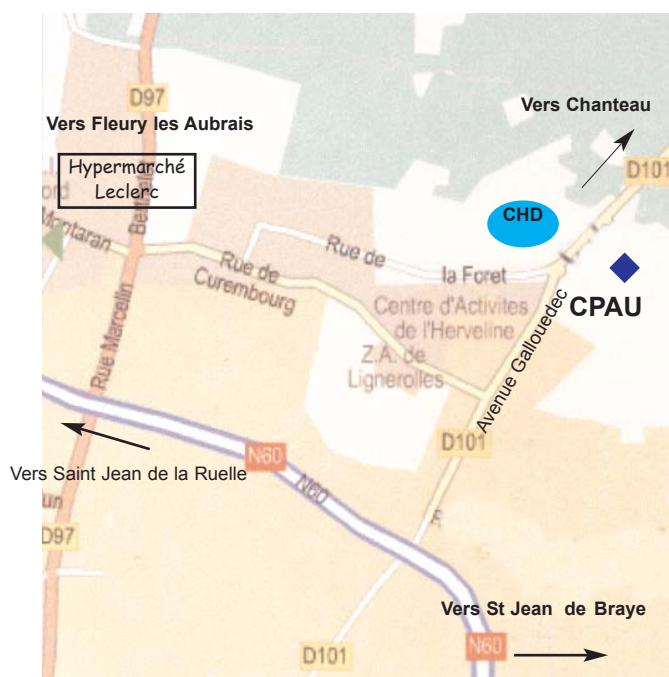 D97
Vers Chanteau
Vers Fleury les Aubrais
D101
Hypermarché
Leclerc
ord
Montaran
CHD
Rue de
la Foret
Rue de
Curembourg
CPAU
Centre d'Activites
de l'Herveline
Z.A. de
Lignerolles
Avenue Gallouedec
Rue Marcelin
D101
N60
Vers Saint Jean de la Ruelle
N60
un
D97
Vers St Jean de Braye
N60
D101